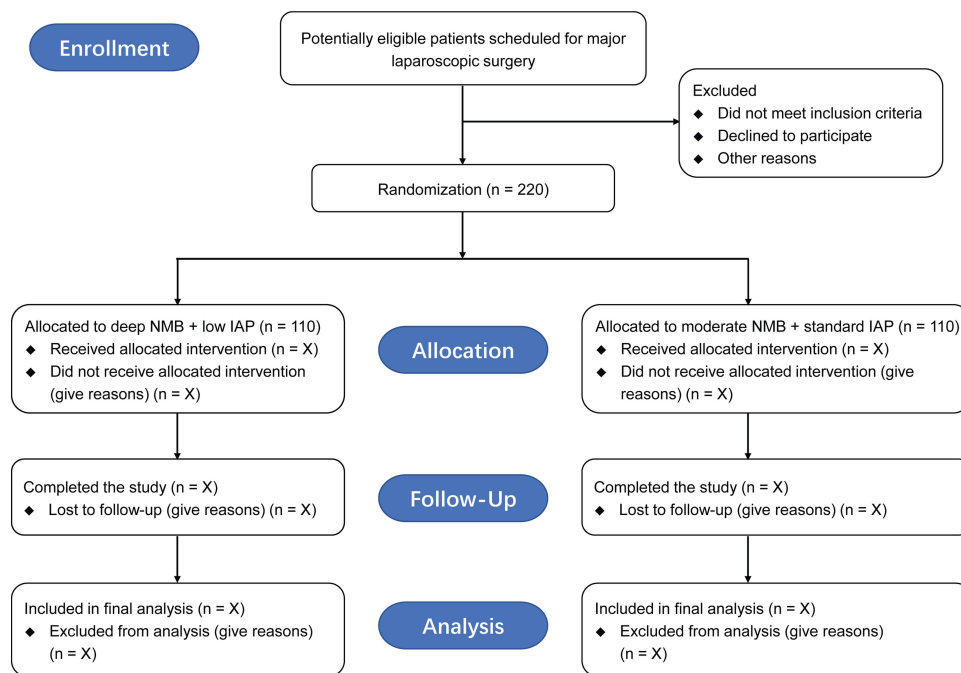 Enrollment
Potentially eligible patients scheduled for major
laparoscopic surgery
Excluded
◆ Did not meet inclusion criteria
◆ Declined to participate
◆ Other reasons
Randomization (n = 220)
Allocated to deep NMB + low IAP (n = 110)
◆ Received allocated intervention (n = X)
◆ Did not receive allocated intervention
(give reasons) (n = X)
Allocation
Allocated to moderate NMB + standard IAP (n = 110)
◆ Received allocated intervention (n = X)
◆ Did not receive allocated intervention (give
reasons) (n = X)
Completed the study (n = X)
◆ Lost to follow-up (give reasons) (n = X)
Follow-Up
Completed the study (n = X)
◆ Lost to follow-up (give reasons) (n = X)
Included in final analysis (n = X)
◆ Excluded from analysis (give reasons)
(n = X)
Analysis
Included in final analysis (n = X)
◆ Excluded from analysis (give reasons)
(n = X)